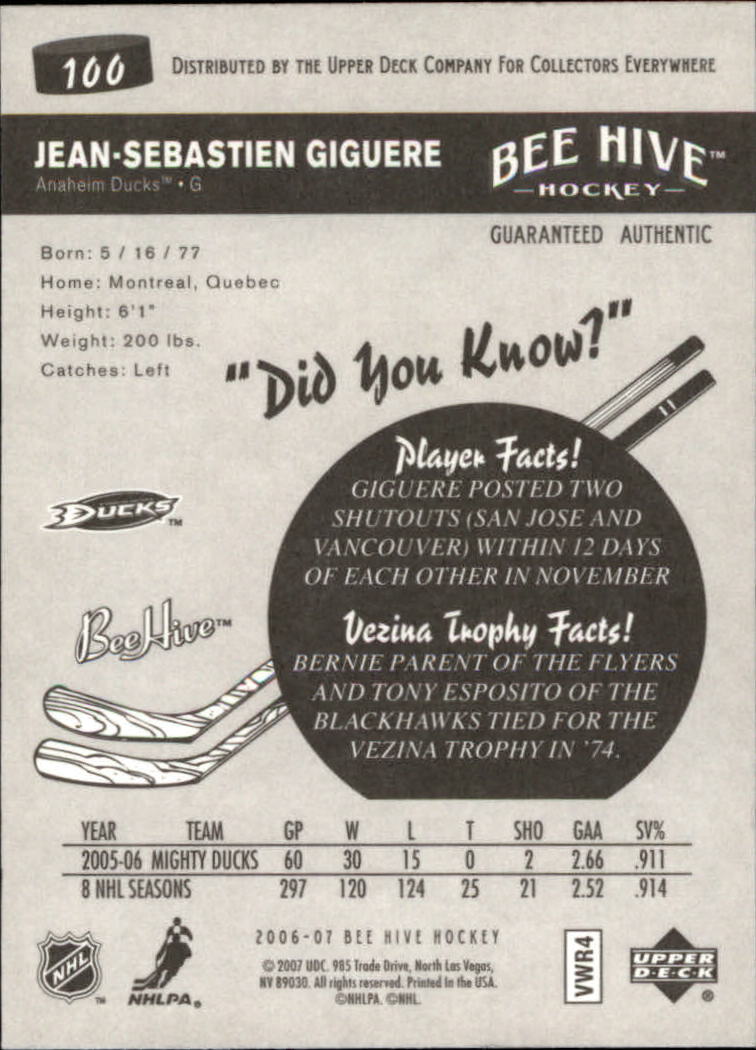 100
DISTRIBUTED BY THE UPPER DECK COMPANY FOR COLLECTORS EVERYWHERE
JEAN-SEBASTIEN GIGUERE
Anaheim Ducks™ • G
BEE HIVE™
HOCKEY
GUARANTEED AUTHENTIC
Born: 5 / 16 / 77
Home: Montreal, Quebec
Height: 6'1"
Weight: 200 lbs.
Catches: Left
"Did You Know?"
11
Player Facts!
GIGUERE POSTED TWO
SHUTOUTS (SAN JOSE AND
VANCOUVER) WITHIN 12 DAYS
OF EACH OTHER IN NOVEMBER
DUCKS™
BeeHive™
Vezina Trophy Facts!
BERNIE PARENT OF THE FLYERS
AND TONY ESPOSITO OF THE
BLACKHAWKS TIED FOR THE
VEZINA TROPHY IN '74.
YEAR TEAM GP W L T SHO GAA SV%
2005-06 MIGHTY DUCKS 60 30 15 0 2 2.66 .911
8 NHL SEASONS 297 120 124 25 21 2.52 .914
NHL™
NHLPA®
2006-07 BEE HIVE HOCKEY
© 2007 UDC. 985 Trade Drive, North Las Vegas,
NV 89030. All rights reserved. Printed in the USA.
©NHLPA. ©NHL.
VWR4
UPPER
D•E•C•K®